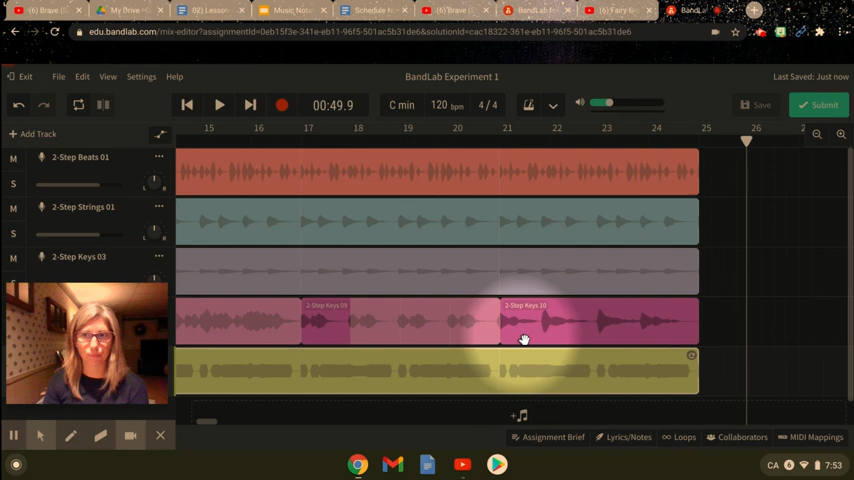 (6) Brave (
My Drive
02) Lesson
Music Note
Schedule N
(6) Brave (
BandLab f
(6) Fairy
BandLa
edu.bandlab.com/mix-editor?assignmentId=0eb15f3e-341e-eb11-96f5-501ac5d3eb31&solutionId=cac18322-361e-eb11-96f5-501ac5d3eb31
Exit File Edit View Settings Help BandLab Experiment 1 Last Saved: Just now
00:49.9 C min 120 bpm 4 / 4 Save Submit
Add Track 15 16 17 18 19 20 21 22 23 24 25 26
M 2-Step Beats 01
S L R
M 2-Step Strings 01
S L R
M 2-Step Keys 03
2-Step Keys 09 2-Step Keys 10
Assignment Brief Lyrics/Notes Loops Collaborators MIDI Mappings
CA 6 7:53